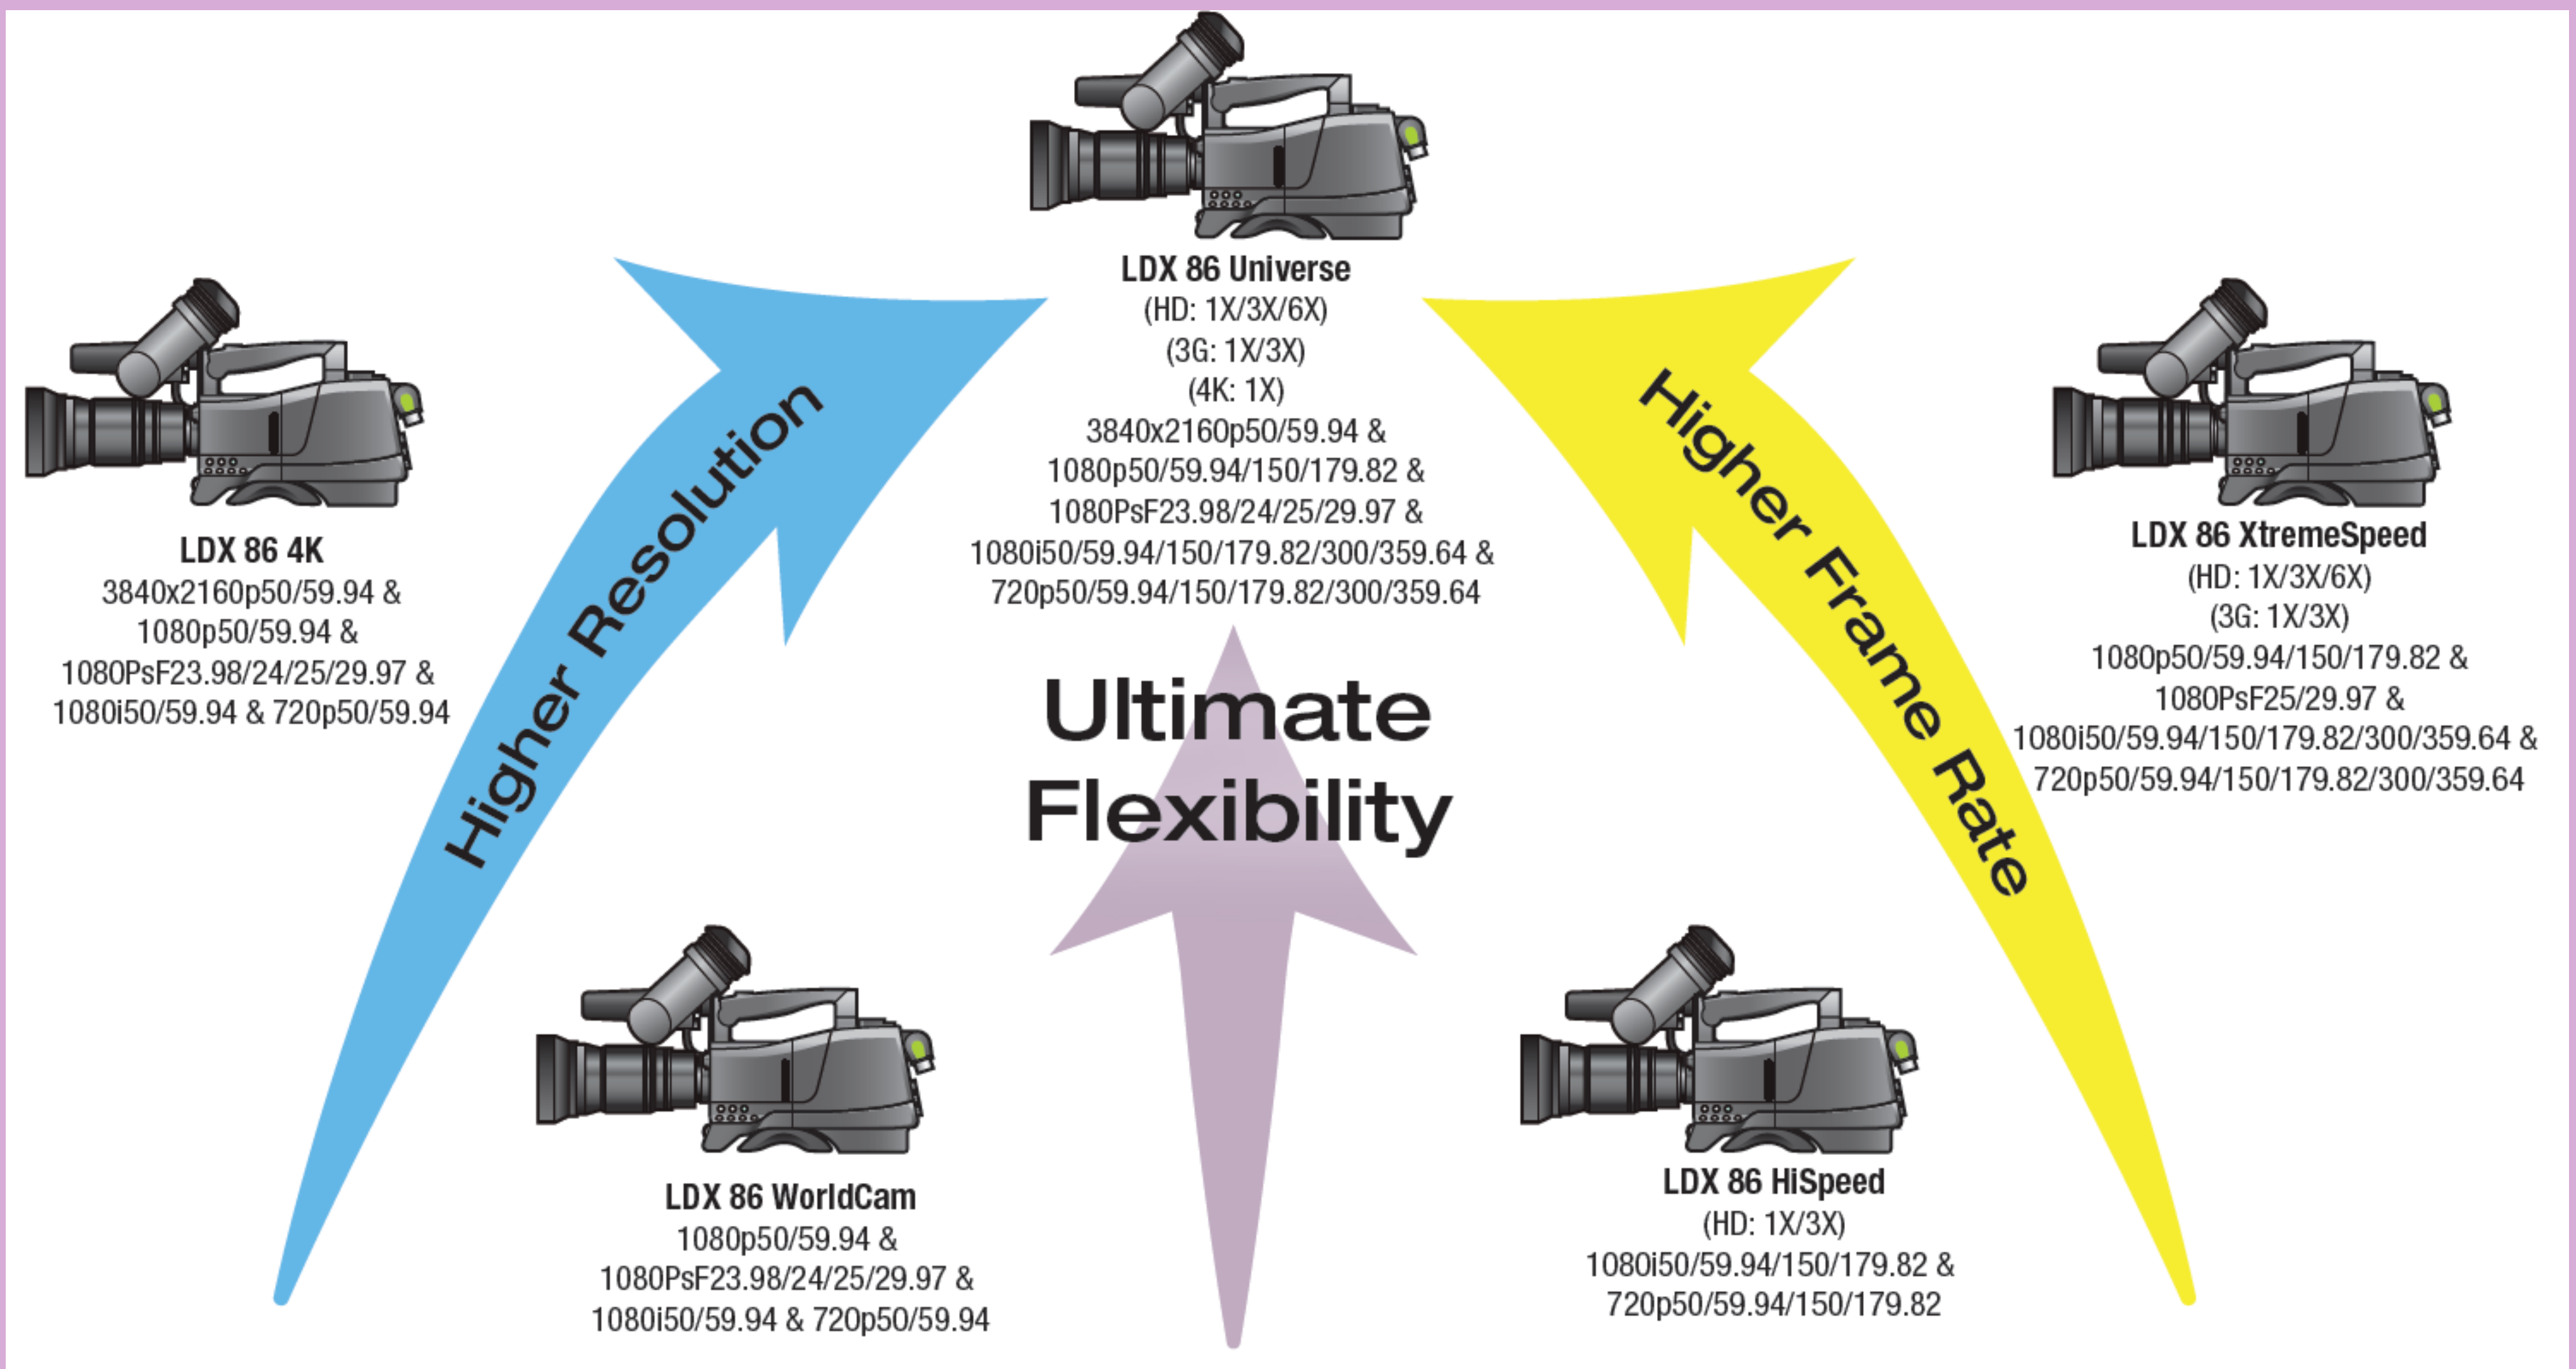 LDX 86 Universe
(HD: 1X/3X/6X)
(3G: 1X/3X)
(4K: 1X)
3840x2160p50/59.94 &
1080p50/59.94/150/179.82 &
1080PsF23.98/24/25/29.97 &
1080i50/59.94/150/179.82/300/359.64 &
720p50/59.94/150/179.82/300/359.64
LDX 86 4K
3840x2160p50/59.94 &
1080p50/59.94 &
1080PsF23.98/24/25/29.97 &
1080i50/59.94 & 720p50/59.94
Higher Resolution
Ultimate
Flexibility
Higher Frame Rate
LDX 86 XtremeSpeed
(HD: 1X/3X/6X)
(3G: 1X/3X)
1080p50/59.94/150/179.82 &
1080PsF25/29.97 &
1080i50/59.94/150/179.82/300/359.64 &
720p50/59.94/150/179.82/300/359.64
LDX 86 WorldCam
1080p50/59.94 &
1080PsF23.98/24/25/29.97 &
1080i50/59.94 & 720p50/59.94
LDX 86 HiSpeed
(HD: 1X/3X)
1080i50/59.94/150/179.82 &
720p50/59.94/150/179.82